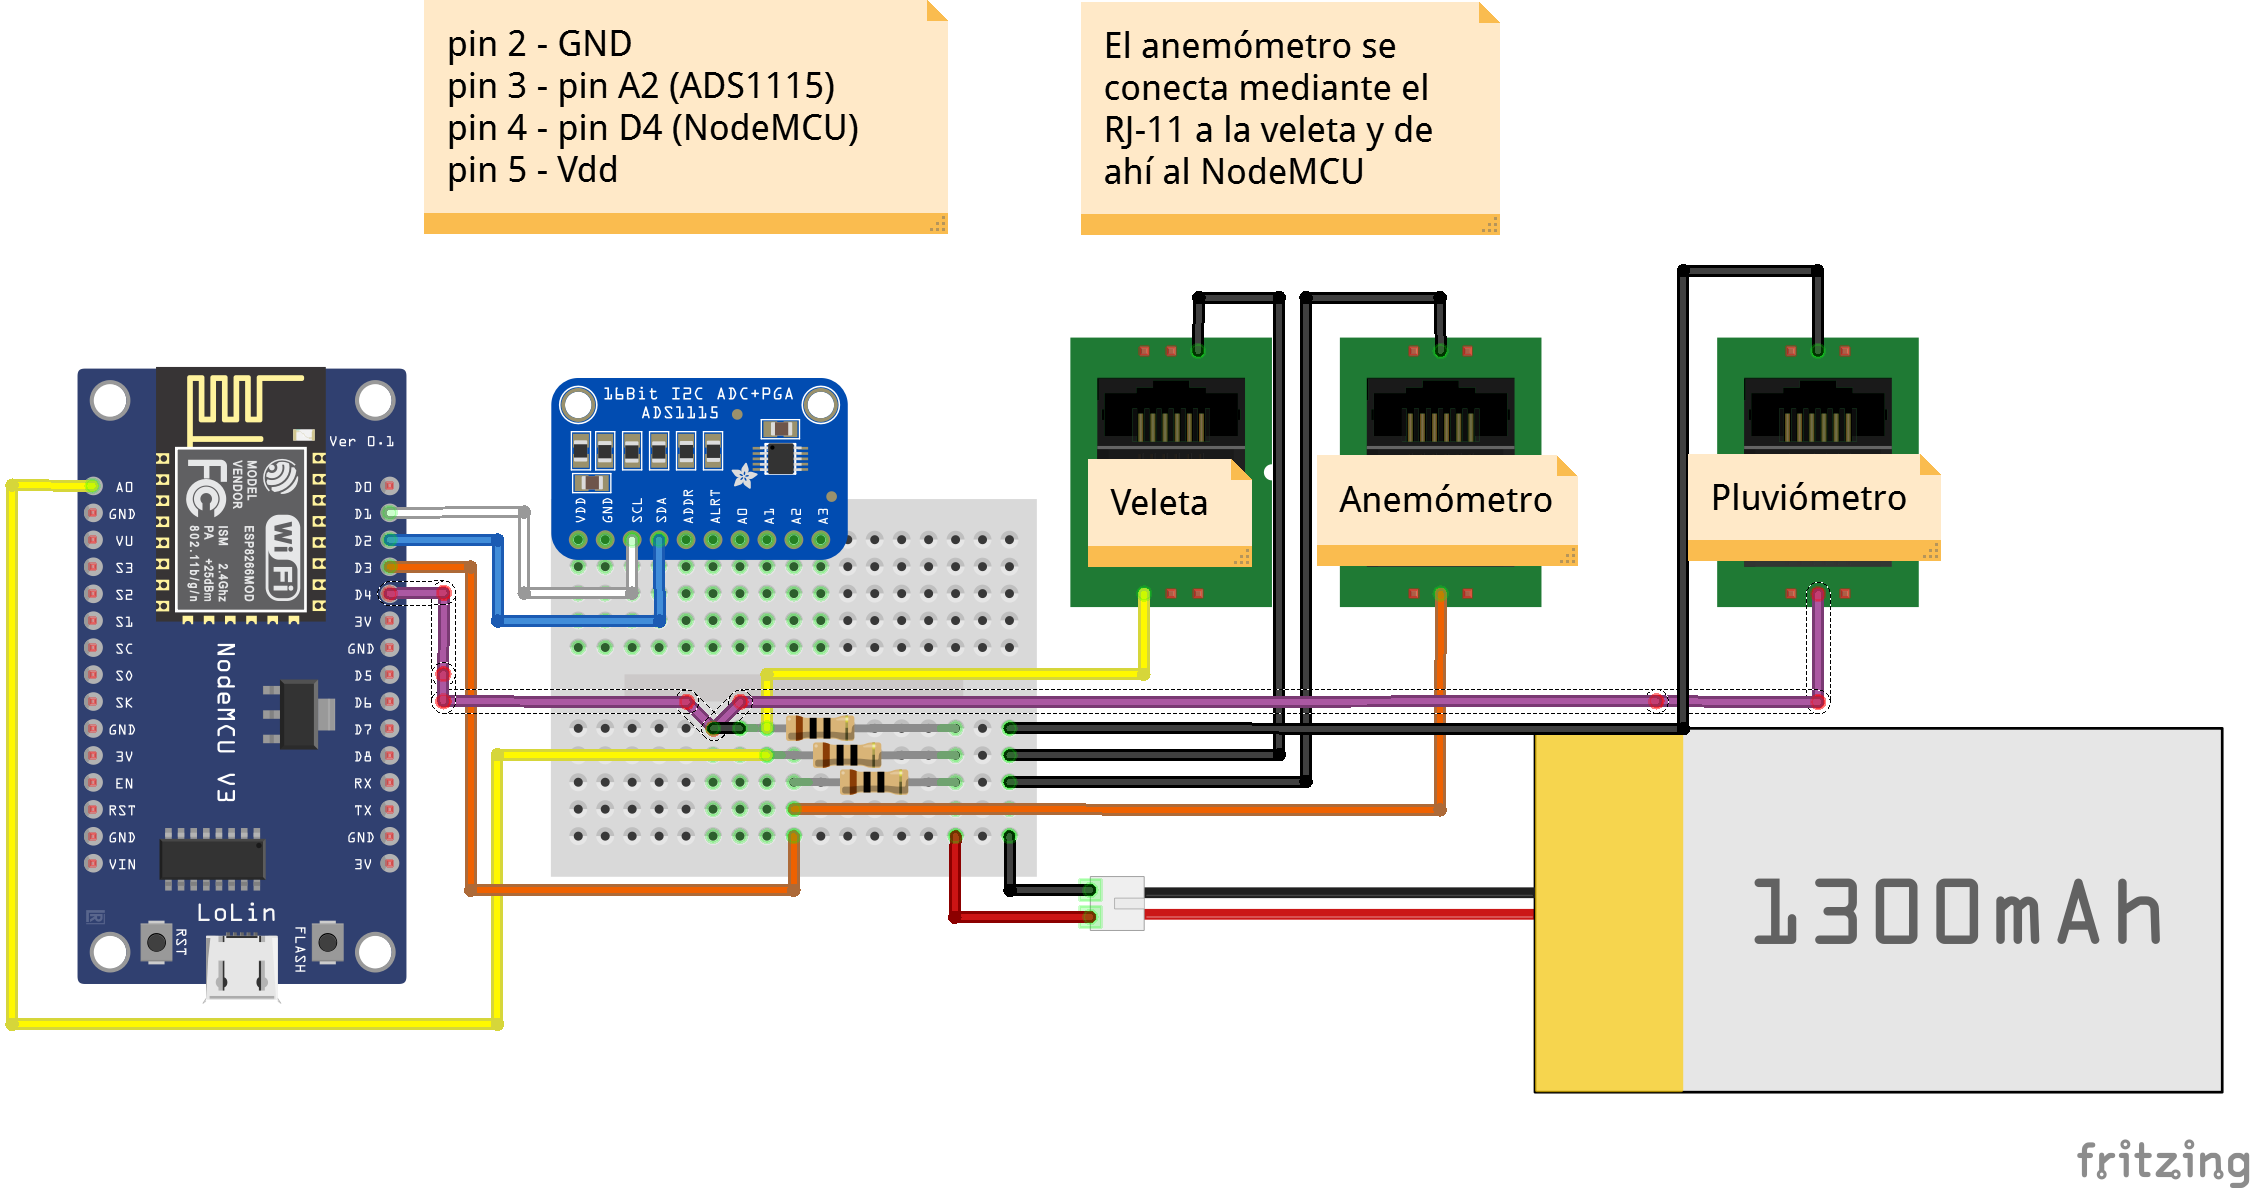 pin 2 - GND
pin 3 - pin A2 (ADS1115)
pin 4 - pin D4 (NodeMCU)
pin 5 - Vdd
El anemómetro se
conecta mediante el
RJ-11 a la veleta y de
ahí al NodeMCU
Ver 0.1
MODEL
VENDOR
ESP8266MOD
WiFi
FC
ISM 2.4Ghz
PA +25dBm
802.11b/g/n
A0
GND
VU
S3
S2
S1
SC
S0
SK
GND
3V
EN
RST
GND
VIN
D0
D1
D2
D3
D4
3V
GND
D5
D6
D7
D8
RX
TX
GND
3V
NodeMCU V3
LoLin
RST
FLASH
16Bit I2C ADC+PGA
ADS1115
VDD
GND
SCL
SDA
ADDR
ALRT
A0
A1
A2
A3
Veleta
Anemómetro
Pluviómetro
1300mAh
fritzing